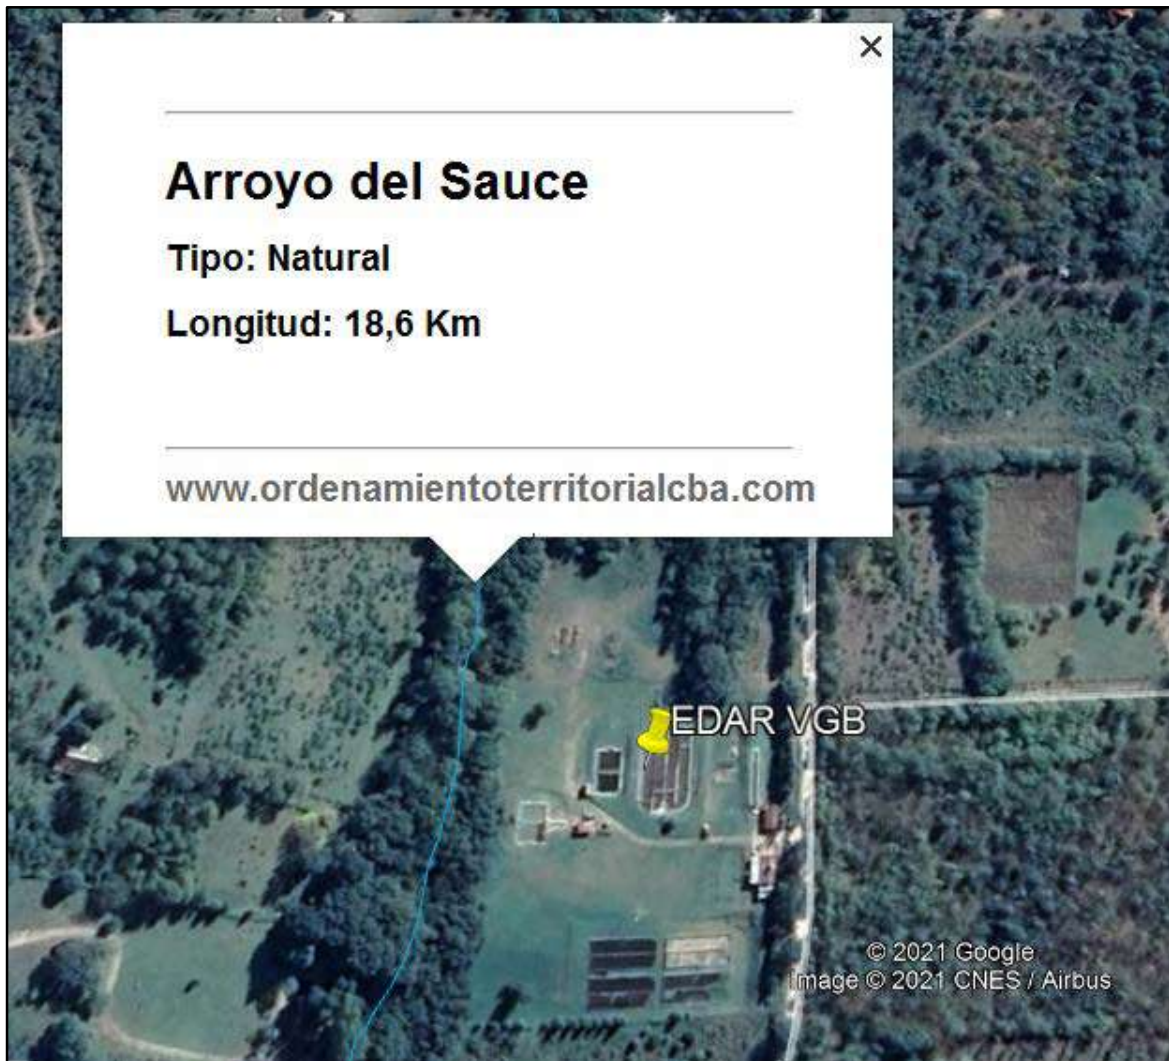 Arroyo del Sauce
Tipo: Natural
Longitud: 18,6 Km
www.ordenamientoterritorialcba.com
EDAR VGB
© 2021 Google
Image © 2021 CNES / Airbus